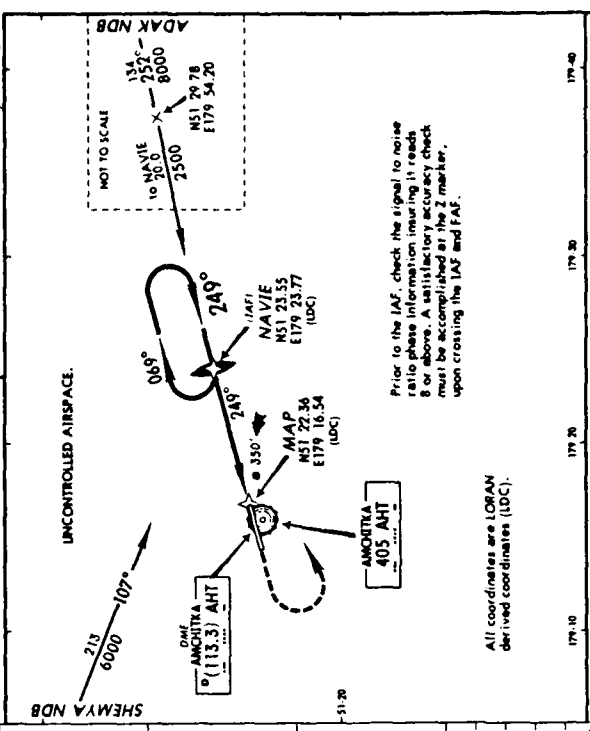 ADAK NDB
134
252°
8000
NOT TO SCALE
N51 29 78
E179 54.20
to NAVIE
20.0
2500
UNCONTROLLED AIRSPACE.
069°
249°
(IAF)
NAVIE
N51 23.55
E179 23.77
(LDC)
249°
350'
MAP
N51 22.36
E179 16.54
(LDC)
SHEMYA NDB
213
6000
107°
DME
AMCHITKA
D (113.3) AHT
AMCHITKA
405 AHT
Prior to the IAF, check the signal to noise
ratio phase information insuring it reads
8 or above. A satisfactory accuracy check
must be accomplished at the Z marker,
upon crossing the IAF and FAF.
All coordinates are LORAN
derived coordinates (LDC).
51-20
179-10
179-20
179-30
179-40